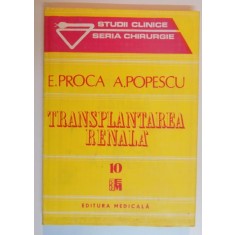 STUDII CLINICE
SERIA CHIRURGIE
E. PROCA A. POPESCU
TRANSPLANTAREA
RENALĂ
10
EDITURA MEDICALĂ